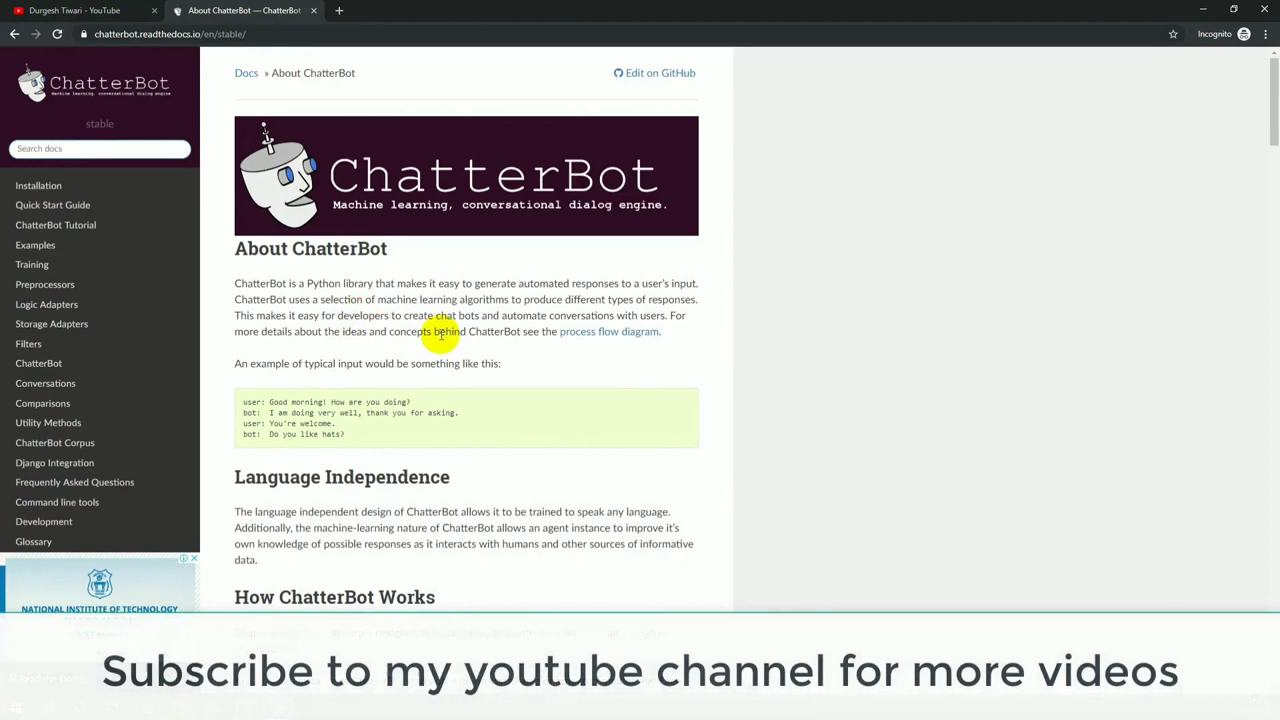 Durgesh Tiwari - YouTube
About ChatterBot — ChatterBot
chatterbot.readthedocs.io/en/stable/
Incognito
ChatterBot
Machine learning, conversational dialog engine.
stable
Search docs
Installation
Quick Start Guide
ChatterBot Tutorial
Examples
Training
Preprocessors
Logic Adapters
Storage Adapters
Filters
ChatterBot
Conversations
Comparisons
Utility Methods
ChatterBot Corpus
Django Integration
Frequently Asked Questions
Command line tools
Development
Glossary
NATIONAL INSTITUTE OF TECHNOLOGY
Docs » About ChatterBot
Edit on GitHub
ChatterBot
Machine learning, conversational dialog engine.
About ChatterBot
ChatterBot is a Python library that makes it easy to generate automated responses to a user's input.
ChatterBot uses a selection of machine learning algorithms to produce different types of responses.
This makes it easy for developers to create chat bots and automate conversations with users. For
more details about the ideas and concepts behind ChatterBot see the process flow diagram.
An example of typical input would be something like this:
user: Good morning! How are you doing?
bot: I am doing very well, thank you for asking.
user: You're welcome.
bot: Do you like hats?
Language Independence
The language independent design of ChatterBot allows it to be trained to speak any language.
Additionally, the machine-learning nature of ChatterBot allows an agent instance to improve it's
own knowledge of possible responses as it interacts with humans and other sources of informative
data.
How ChatterBot Works
Subscribe to my youtube channel for more videos